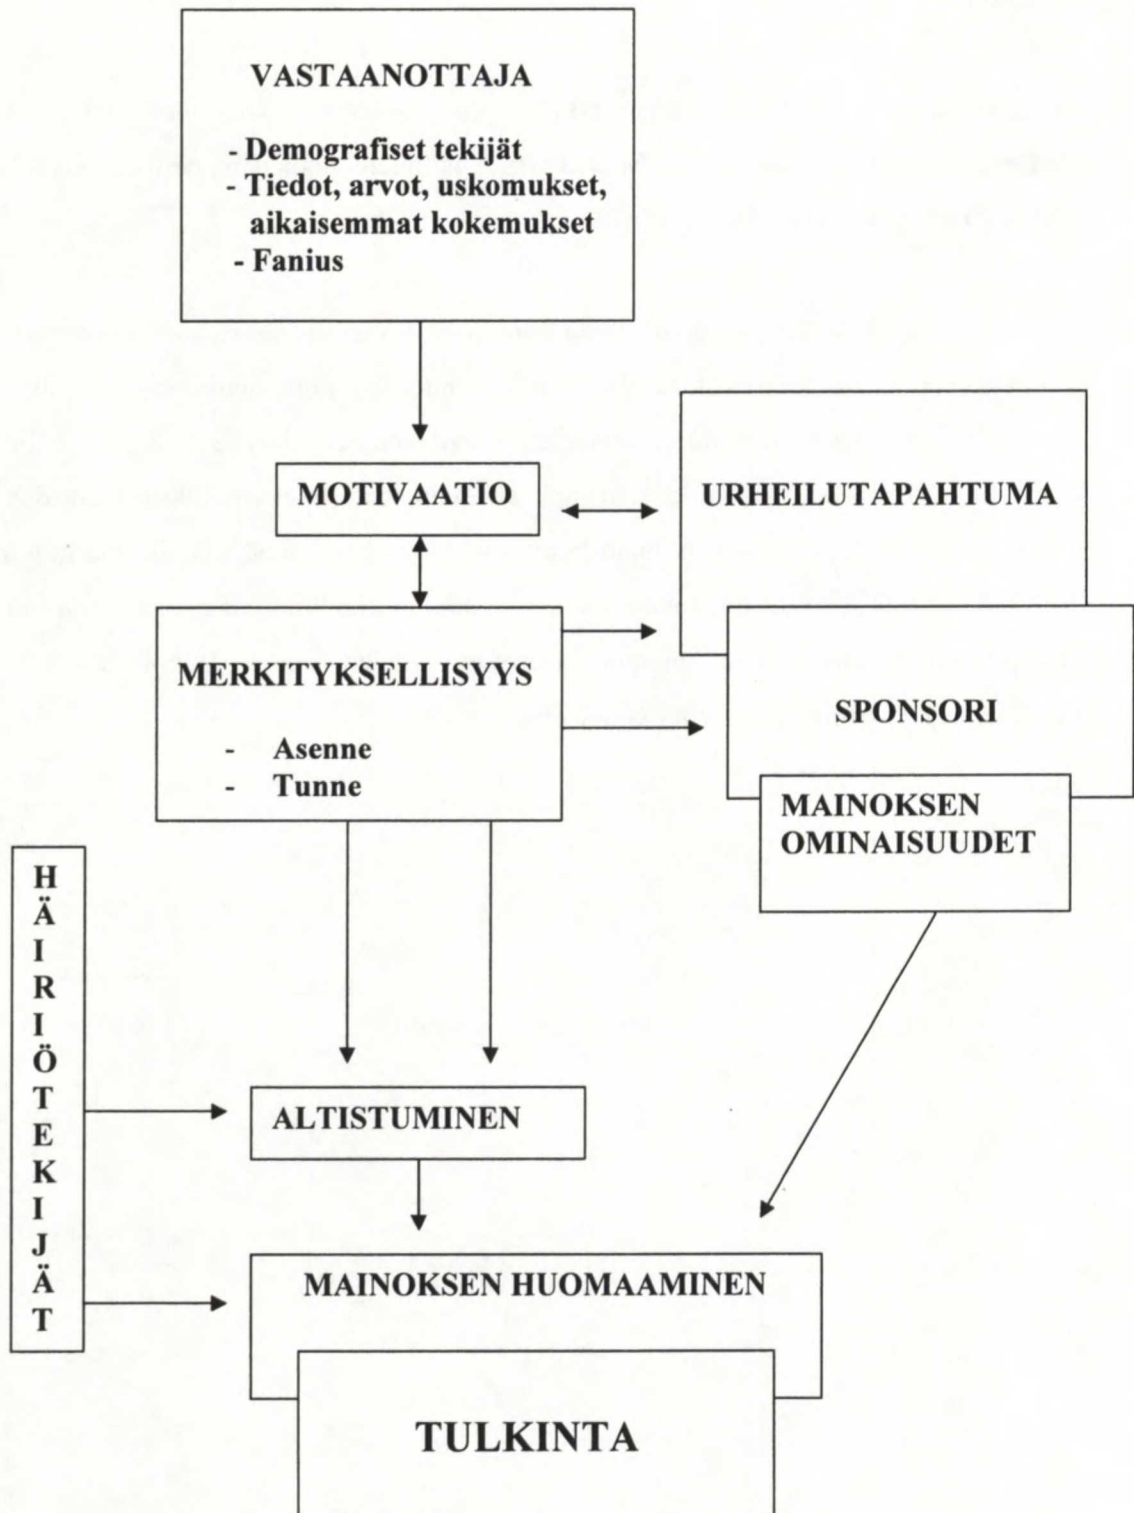 VASTAANOTTAJA
- Demografiset tekijät
- Tiedot, arvot, uskomukset,
aikaisemmat kokemukset
- Fanius
MOTIVAATIO
URHEILUTAPAHTUMA
MERKITYKSELLISYYS
- Asenne
- Tunne
SPONSORI
MAINOKSEN
OMINAISUUDET
HÄIRIÖTEKIJÄT
ALTISTUMINEN
MAINOKSEN HUOMAAMINEN
TULKINTA